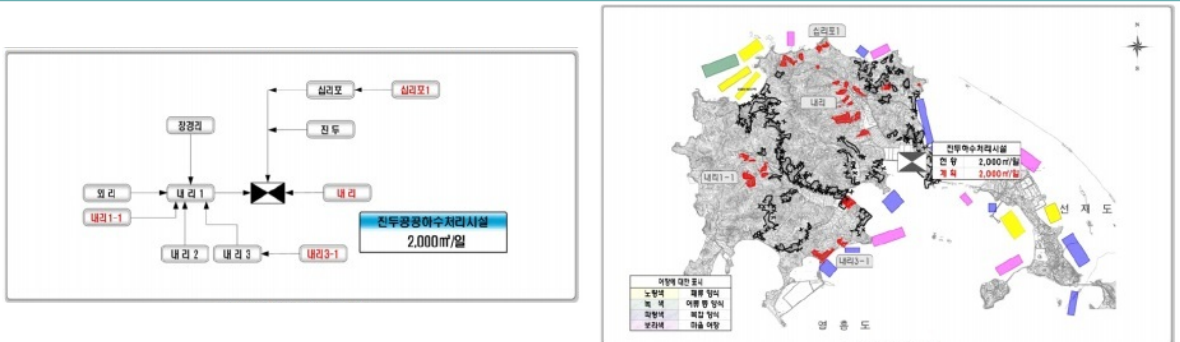 십리포
십리포1
장경리
진 두
외 리
내 리 1
내 리
내리1-1
내 리 2
내 리 3
내리3-1
진두공공하수처리시설
2,000㎥/일
십리포1
내리
내리1-1
내리3-1
진두하수처리시설
현 황 2,000㎥/일
계 획 2,000㎥/일
선 재 도
영 흥 도
어장에 대한 표시
노랑색 패류 양식
녹 색 어류 등 양식
파랑색 복합 양식
보라색 마을 어장